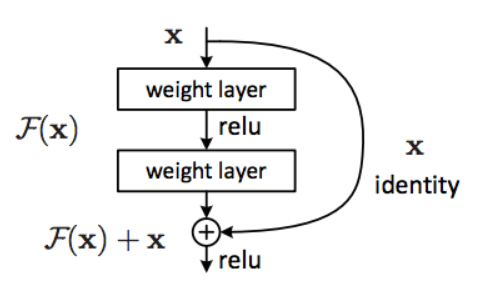 x
weight layer
F(x)
relu
x
weight layer
identity
F(x) + x
+
relu